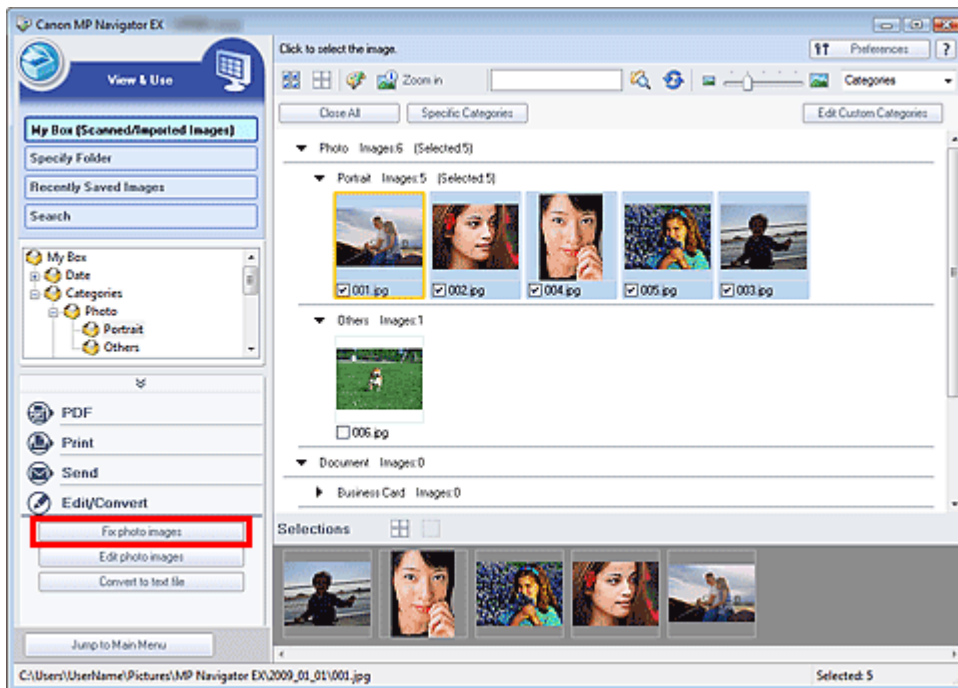 Canon MP Navigator EX
View & Use
My Box (Scanned/Imported Images)
Specify Folder
Recently Saved Images
Search
My Box
Date
Categories
Photo
Portrait
Others
PDF
Print
Send
Edit/Convert
Fix photo images
Edit photo images
Convert to text file
Jump to Main Menu
Click to select the image.
Preferences ?
Zoom in
Categories
Close All Specific Categories Edit Custom Categories
Photo Images:6 (Selected:5)
Portrait Images:5 (Selected:5)
001.jpg 002.jpg 004.jpg 005.jpg 003.jpg
Others Images:1
006.jpg
Document Images:0
Business Card Images:0
Selections
C:\Users\UserName\Pictures\MP Navigator EX\2009_01_01\001.jpg Selected: 5